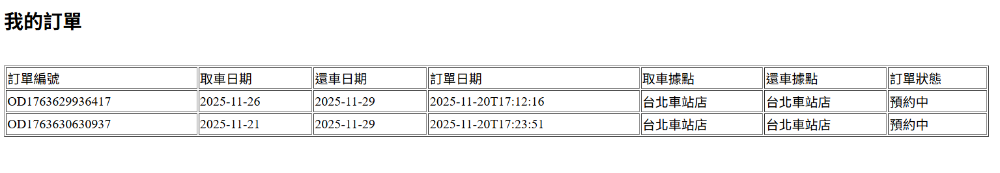 我的訂單
訂單編號 取車日期 還車日期 訂單日期 取車據點 還車據點 訂單狀態
OD1763629936417 2025-11-26 2025-11-29 2025-11-20T17:12:16 台北車站店 台北車站店 預約中
OD1763630630937 2025-11-21 2025-11-29 2025-11-20T17:23:51 台北車站店 台北車站店 預約中